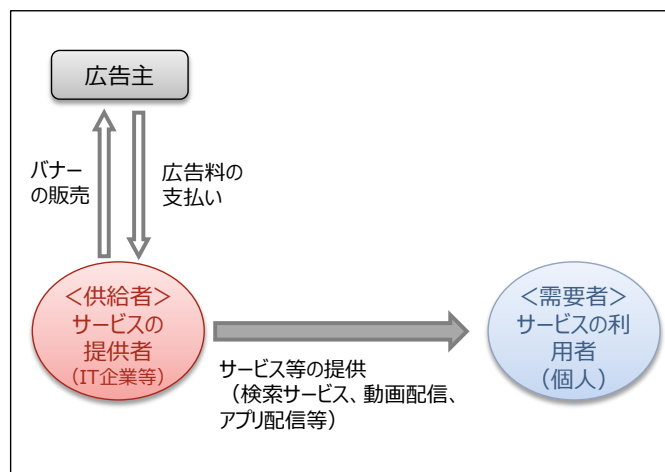 広告主
バナー
の販売
広告料の
支払い
＜供給者＞
サービスの
提供者
（IT企業等）
＜需要者＞
サービスの利
用者
（個人）
サービス等の提供
（検索サービス、動画配信、
アプリ配信等）